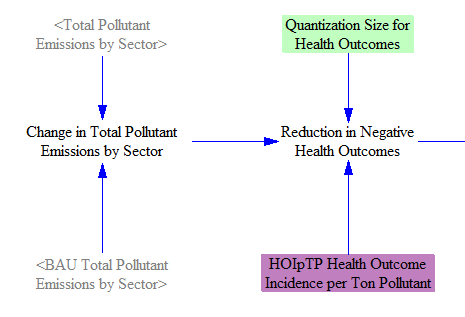 <Total Pollutant
Emissions by Sector>
Quantization Size for
Health Outcomes
Change in Total Pollutant
Emissions by Sector
Reduction in Negative
Health Outcomes
<BAU Total Pollutant
Emissions by Sector>
HOIpTP Health Outcome
Incidence per Ton Pollutant